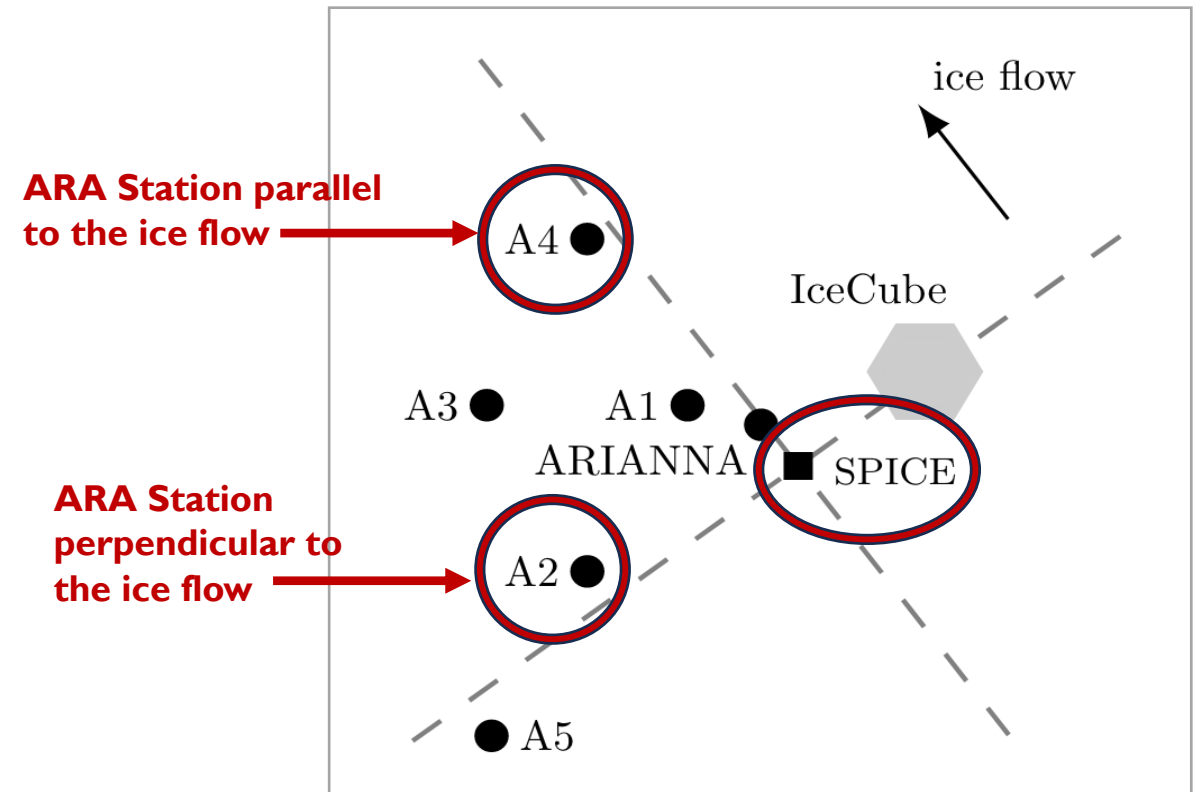 ice flow
ARA Station parallel
to the ice flow
A4
IceCube
A3
A1
ARIANNA
SPICE
ARA Station
perpendicular to
the ice flow
A2
A5